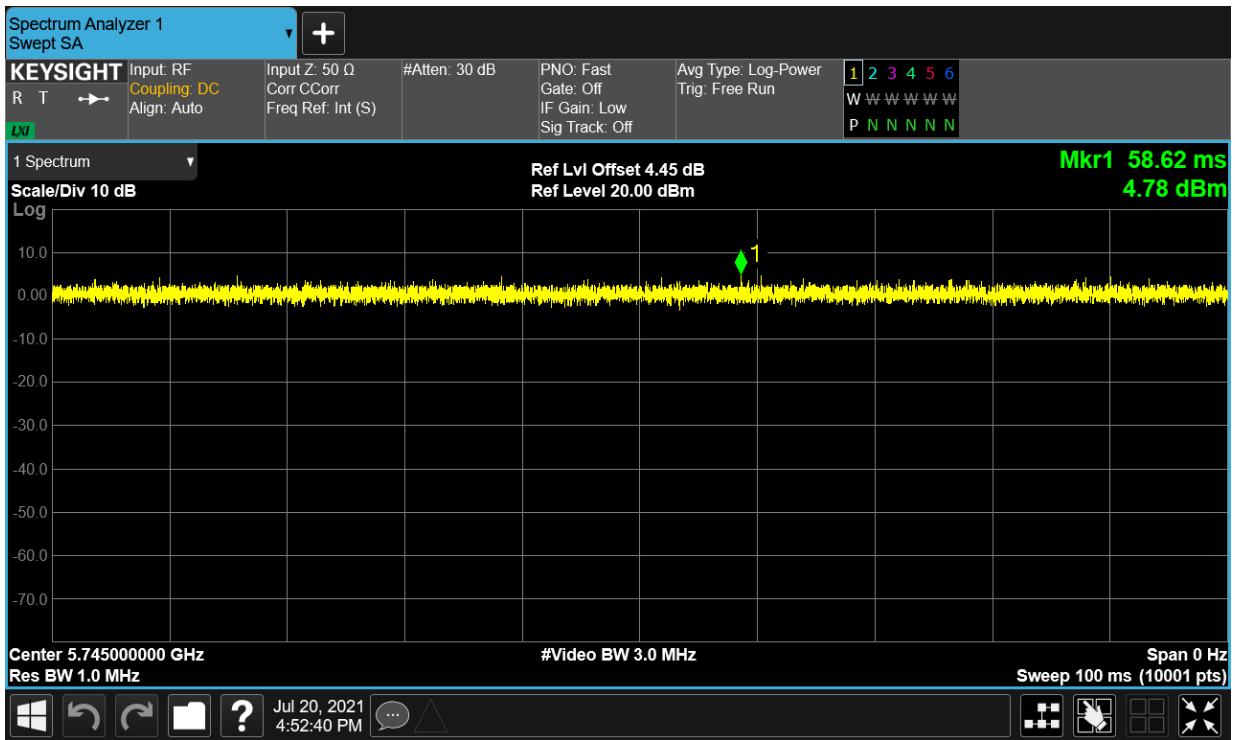 Spectrum Analyzer 1
Swept SA
KEYSIGHT
R T
LXI
Input: RF
Coupling: DC
Align: Auto
Input Z: 50 Ω
Corr CCorr
Freq Ref: Int (S)
#Atten: 30 dB
PNO: Fast
Gate: Off
IF Gain: Low
Sig Track: Off
Avg Type: Log-Power
Trig: Free Run
1 2 3 4 5 6
W W W W W W
P N N N N N
1 Spectrum
Scale/Div 10 dB
Log
Ref Lvl Offset 4.45 dB
Ref Level 20.00 dBm
Mkr1 58.62 ms
4.78 dBm
1
10.0
0.00
-10.0
-20.0
-30.0
-40.0
-50.0
-60.0
-70.0
Center 5.745000000 GHz
Res BW 1.0 MHz
#Video BW 3.0 MHz
Span 0 Hz
Sweep 100 ms (10001 pts)
?
Jul 20, 2021
4:52:40 PM